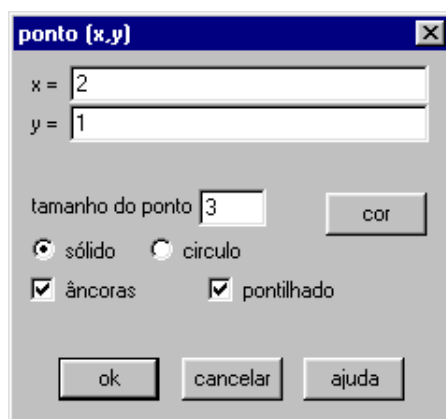 ponto (x,y)
x = 2
y = 1
tamanho do ponto 3 cor
sólido circulo
âncoras pontilhado
ok cancelar ajuda